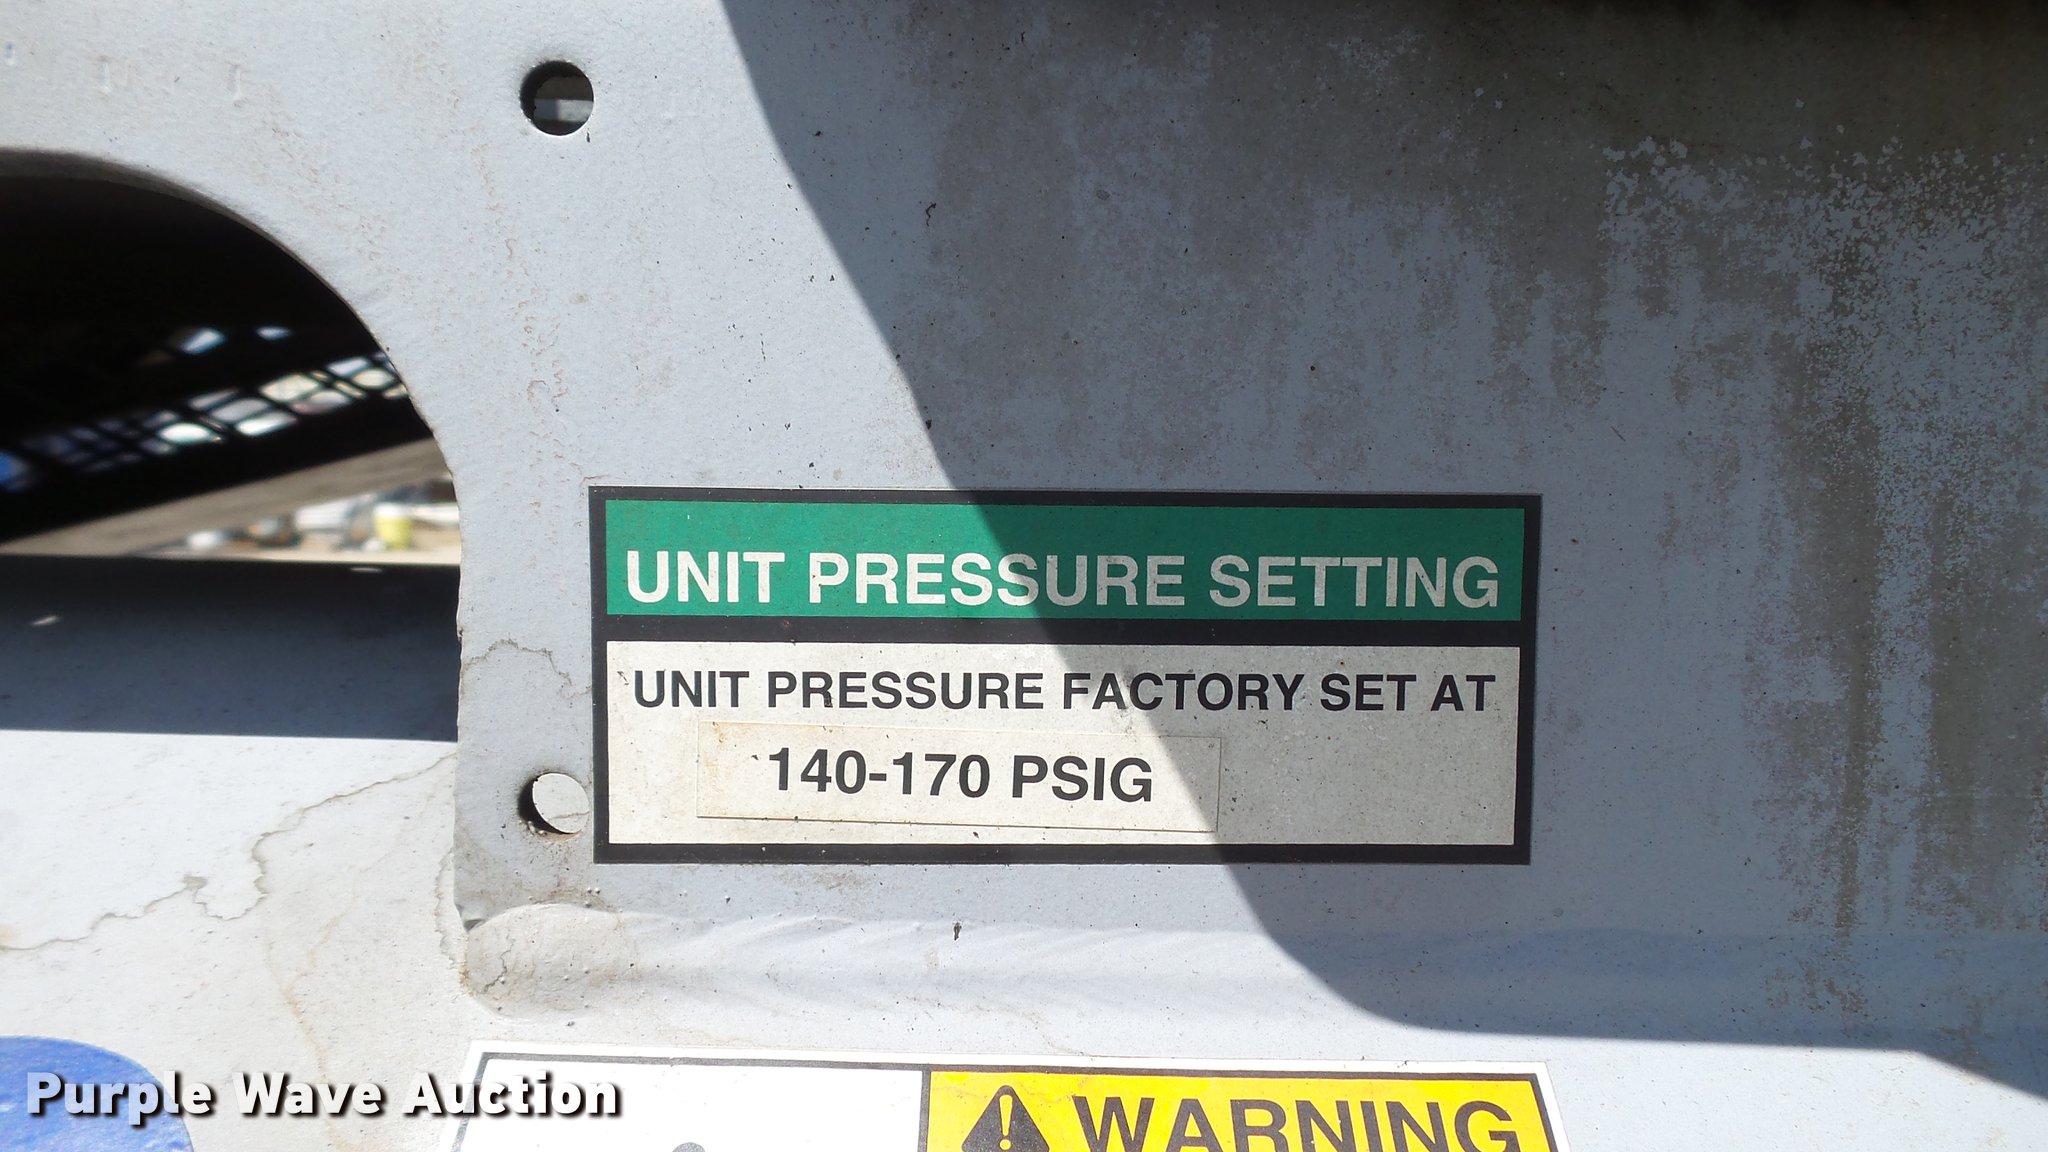 UNIT PRESSURE SETTING
UNIT PRESSURE FACTORY SET AT
140-170 PSIG
WARNING
Purple Wave Auction